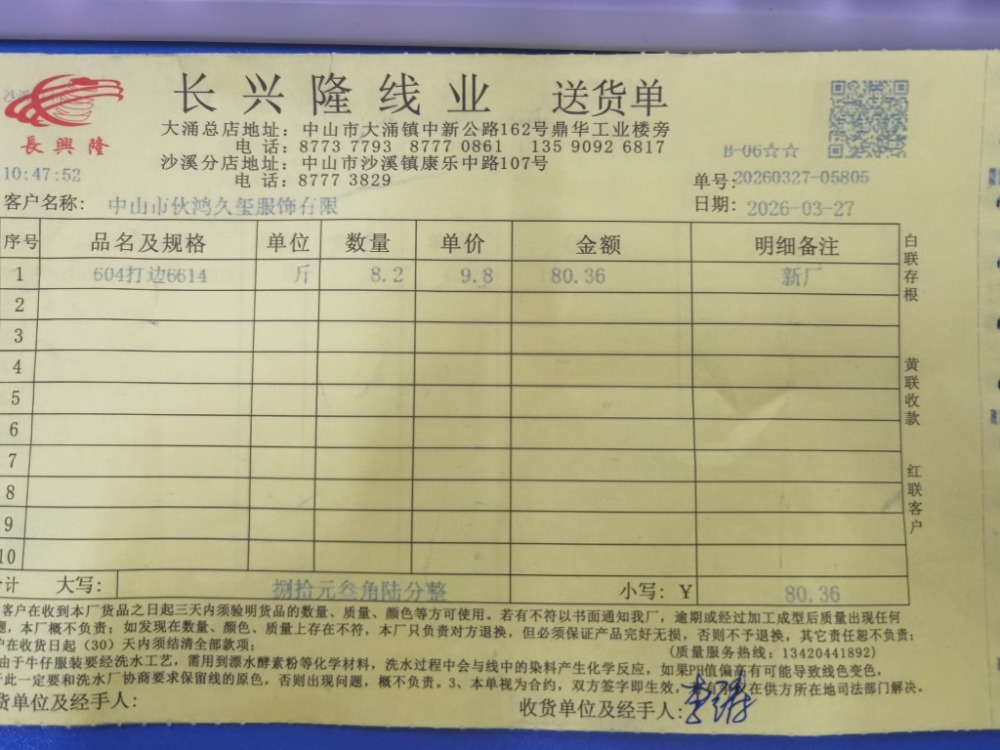 长兴隆线业 送货单
長興隆
大涌总店地址：中山市大涌镇中新公路162号鼎华工业楼旁
电 话：8773 7793 8770 0861 135 9092 6817
沙溪分店地址：中山市沙溪镇康乐中路107号
电 话：8777 3829
B-06☆☆
10:47:52
单号:20260327-05805
客户名称: 中山市伙鸿久玺服饰有限
日期: 2026-03-27
序号 品名及规格 单位 数量 单价 金额 明细备注
1 604打边6614 斤 8.2 9.8 80.36 新厂
2
3
4
5
6
7
8
9
10
计 大写: 捌拾元叁角陆分整 小写: Y 80.36
白联存根
黄联收款
红联客户
客户在收到本厂货品之日起三天内须验明货品的数量、质量、颜色等方可使用。若有不符以书面通知我厂，逾期或经过加工成型后质量出现任何
题，本厂概不负责；如发现在数量、颜色、质量上存在不符，本厂只负责对方退换，但必须保证产品完好无损，否则不予退换，其它责任恕不负责；
户在收货日起（30）天内须结清全部款项； (质量服务热线：13420441892)
由于牛仔服装要经洗水工艺，需用到漂水酵素粉等化学材料，洗水过程中会与线中的染料产生化学反应，如果PH值偏高有可能导致线色变色，
此一定要和洗水厂协商要求保留线的原色，否则出现问题，概不负责。3、本单视为合约，双方签字即生效，在供方所在地司法部门解决。
货单位及经手人: 收货单位及经手人: